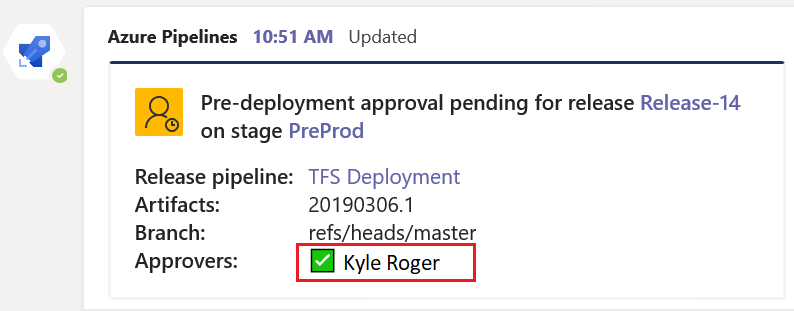 Azure Pipelines 10:51 AM Updated
Pre-deployment approval pending for release Release-14
on stage PreProd
Release pipeline: TFS Deployment
Artifacts: 20190306.1
Branch: refs/heads/master
Approvers: ✅ Kyle Roger